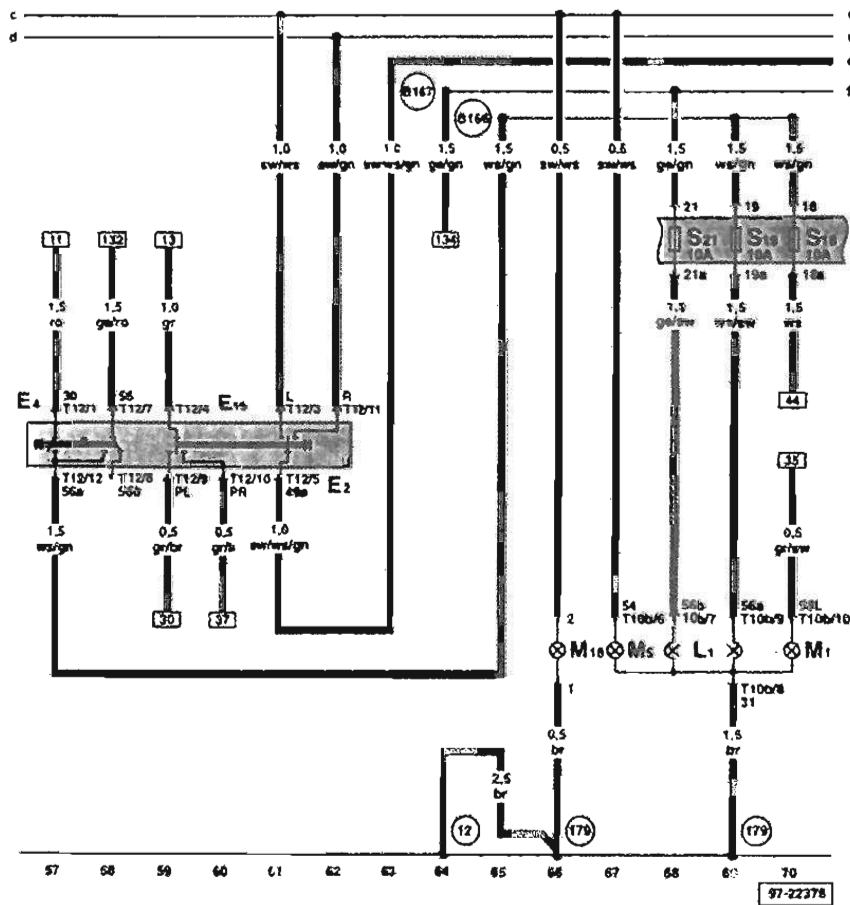 c
d
B167
B166
1,0 1,0 1,0 1,5 1,5 0,5 0,5 1,5 1,5 1,5
sw/ws sw/gn sw/ws/gn ge/gn ws/gn sw/ws sw/ws ge/gn ws/gn ws/gn
21 19 18
11 132 13 134
S21 S19 S18
10A 10A 10A
21a 19a 18a
1,5 1,5 1,0 1,5 1,5 1,5
ro ge/ro gr ge/sw ws/sw ws
44
30 56 L R
E4 T12/1 T12/7 T12/4 E19 T12/3 T12/11
35
T12/12 T12/8 T12/9 T12/10 T12/5 E2
56a 56b PL PR 49a
1,5 0,5 0,5 1,0 0,5
ws/gn gr/br sw/ws/gn gr/sw
30 37
2 54 56b 56a 58L
T10b/6 10b/7 T10b/9 T10b/10
M18 M5 L1 M1
1 T10b/8
31
0,5 1,5
br br
2,5
br
12 179 179
57 58 59 60 61 62 63 64 65 66 67 68 69 70
97-22378